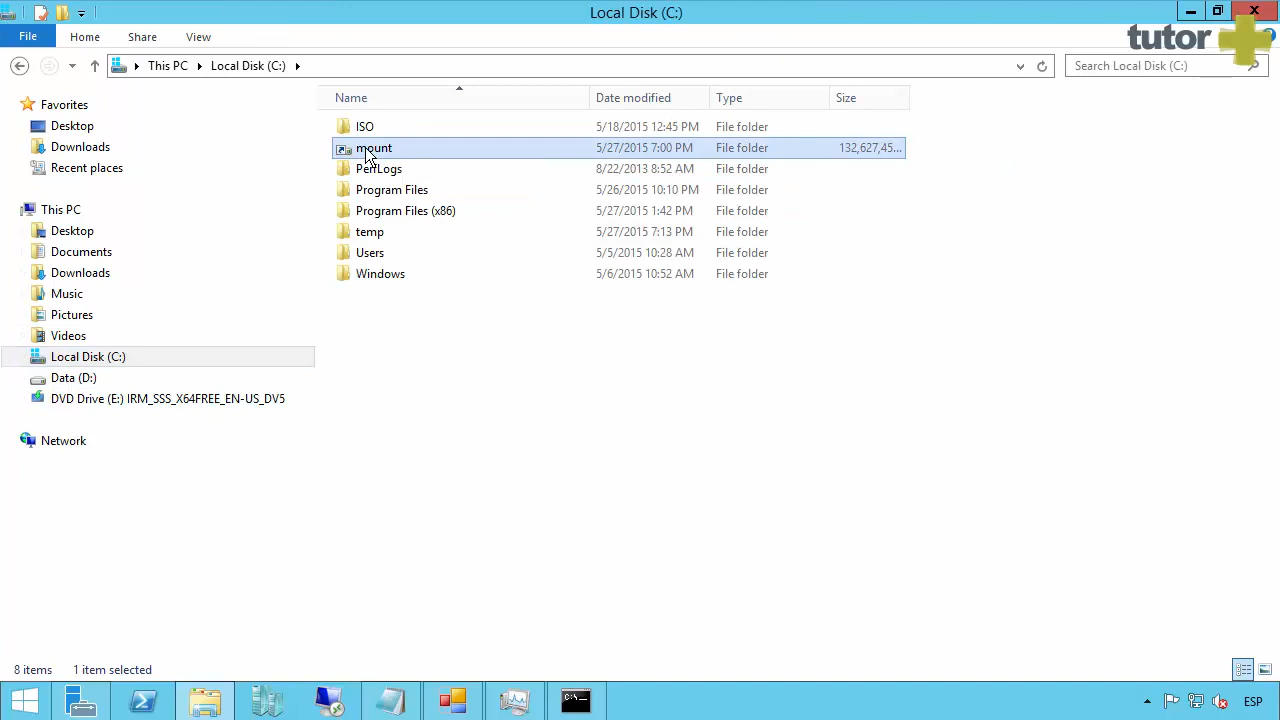 Local Disk (C:)
File Home Share View
tutor
This PC Local Disk (C:)
Search Local Disk (C:)
Name Date modified Type Size
Favorites
Desktop
Downloads
Recent places
This PC
Desktop
Documents
Downloads
Music
Pictures
Videos
Local Disk (C:)
Data (D:)
DVD Drive (E:) IRM_SSS_X64FREE_EN-US_DV5
Network
ISO 5/18/2015 12:45 PM File folder
mount 5/27/2015 7:00 PM File folder 132,627,45...
PerfLogs 8/22/2013 8:52 AM File folder
Program Files 5/26/2015 10:10 PM File folder
Program Files (x86) 5/27/2015 1:42 PM File folder
temp 5/27/2015 7:13 PM File folder
Users 5/5/2015 10:28 AM File folder
Windows 5/6/2015 10:52 AM File folder
8 items 1 item selected
ESP